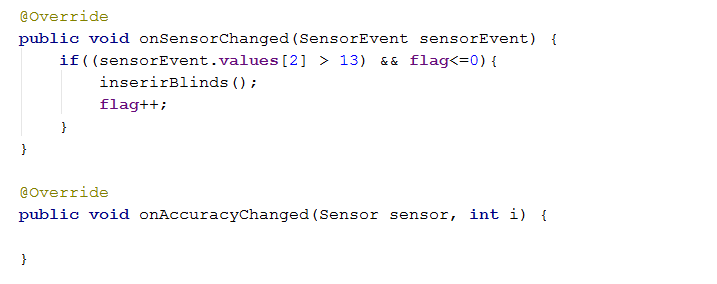 @Override
public void onSensorChanged(SensorEvent sensorEvent) {
    if((sensorEvent.values[2] > 13) && flag<=0){
        inserirBlinds();
        flag++;
    }
}

@Override
public void onAccuracyChanged(Sensor sensor, int i) {

}